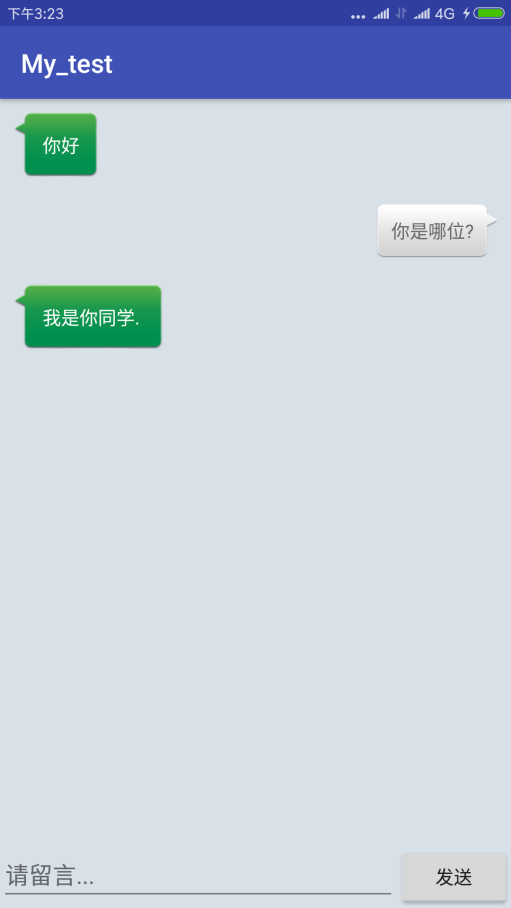 下午3:23
4G
My_test
你好
你是哪位?
我是你同学.
请留言...
发送